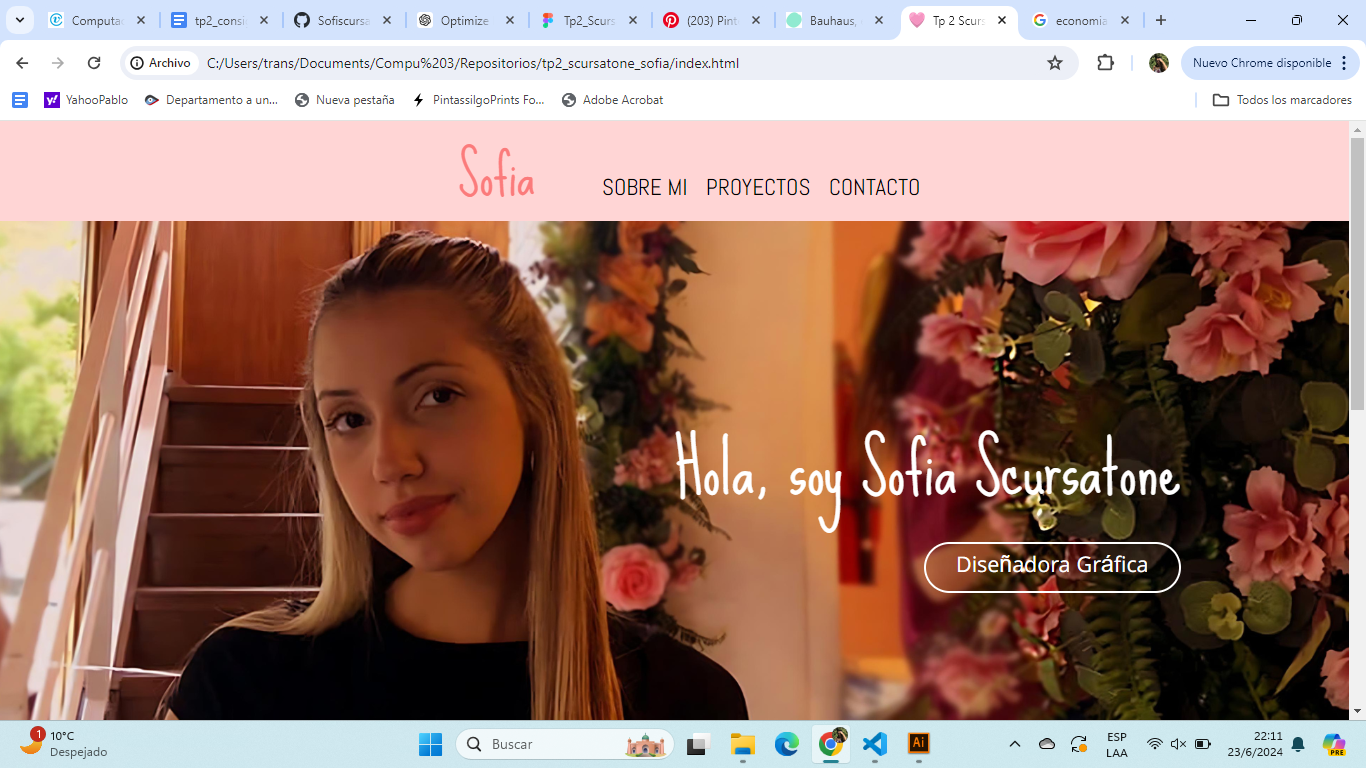 Computac
tp2_consi
Sofiscursa
Optimize
Tp2_Scurs
(203) Pint
Bauhaus,
Tp 2 Scurs
economia
Archivo
C:/Users/trans/Documents/Compu%203/Repositorios/tp2_scursatone_sofia/index.html
Nuevo Chrome disponible
YahooPablo
Departamento a un...
Nueva pestaña
PintassilgoPrints Fo...
Adobe Acrobat
Todos los marcadores
Sofia
SOBRE MI PROYECTOS CONTACTO
Hola, soy Sofia Scursatone
Diseñadora Gráfica
1
10°C
Despejado
Buscar
Ai
ESP
LAA
22:11
23/6/2024
PRE